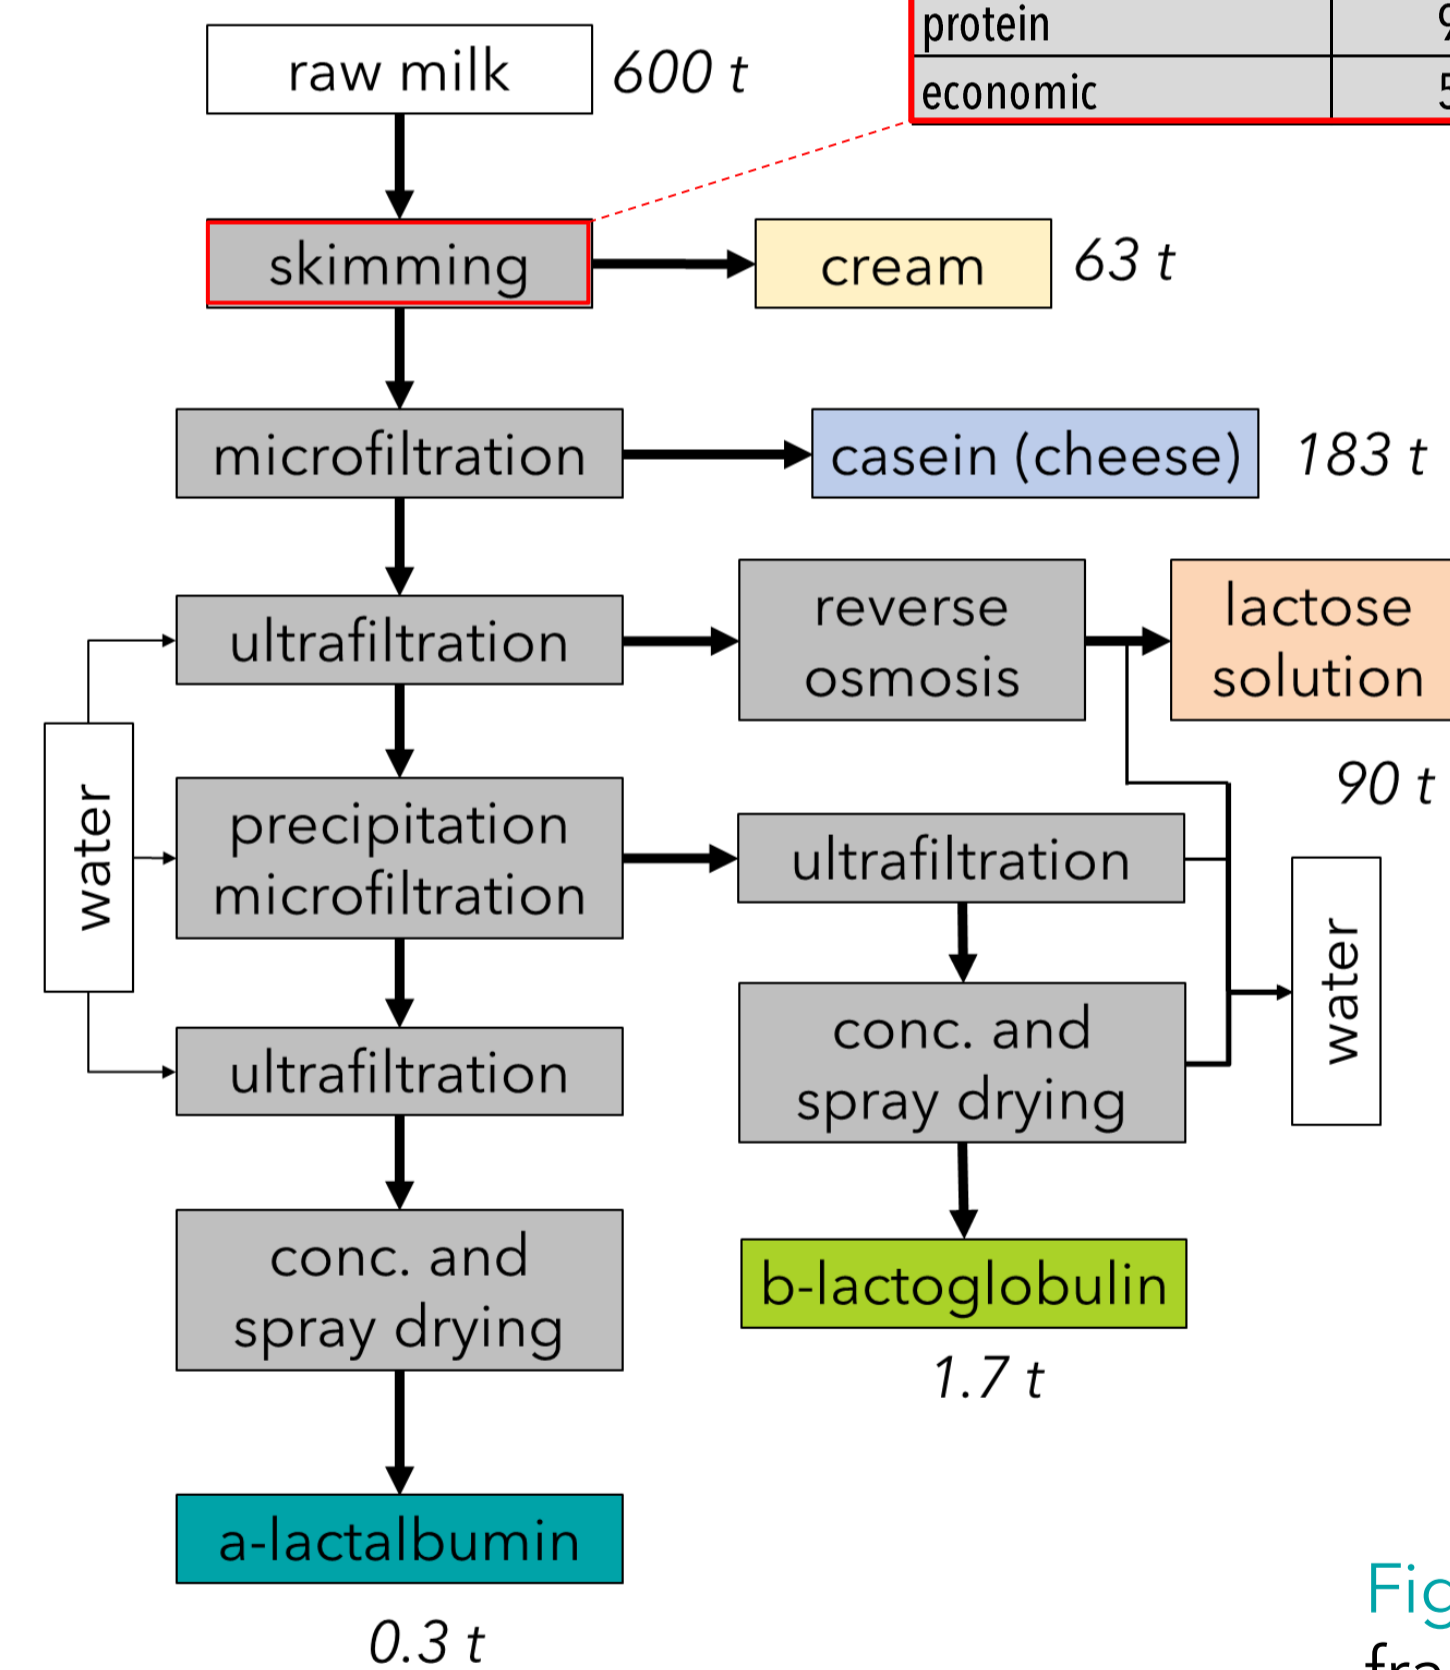 protein
economic
raw milk
600 t
skimming
cream
63 t
microfiltration
casein (cheese)
183 t
ultrafiltration
reverse
osmosis
lactose
solution
90 t
water
precipitation
microfiltration
ultrafiltration
water
ultrafiltration
conc. and
spray drying
conc. and
spray drying
b-lactoglobulin
1.7 t
a-lactalbumin
0.3 t